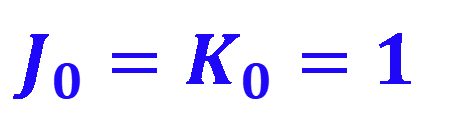 J₀ = K₀ = 1